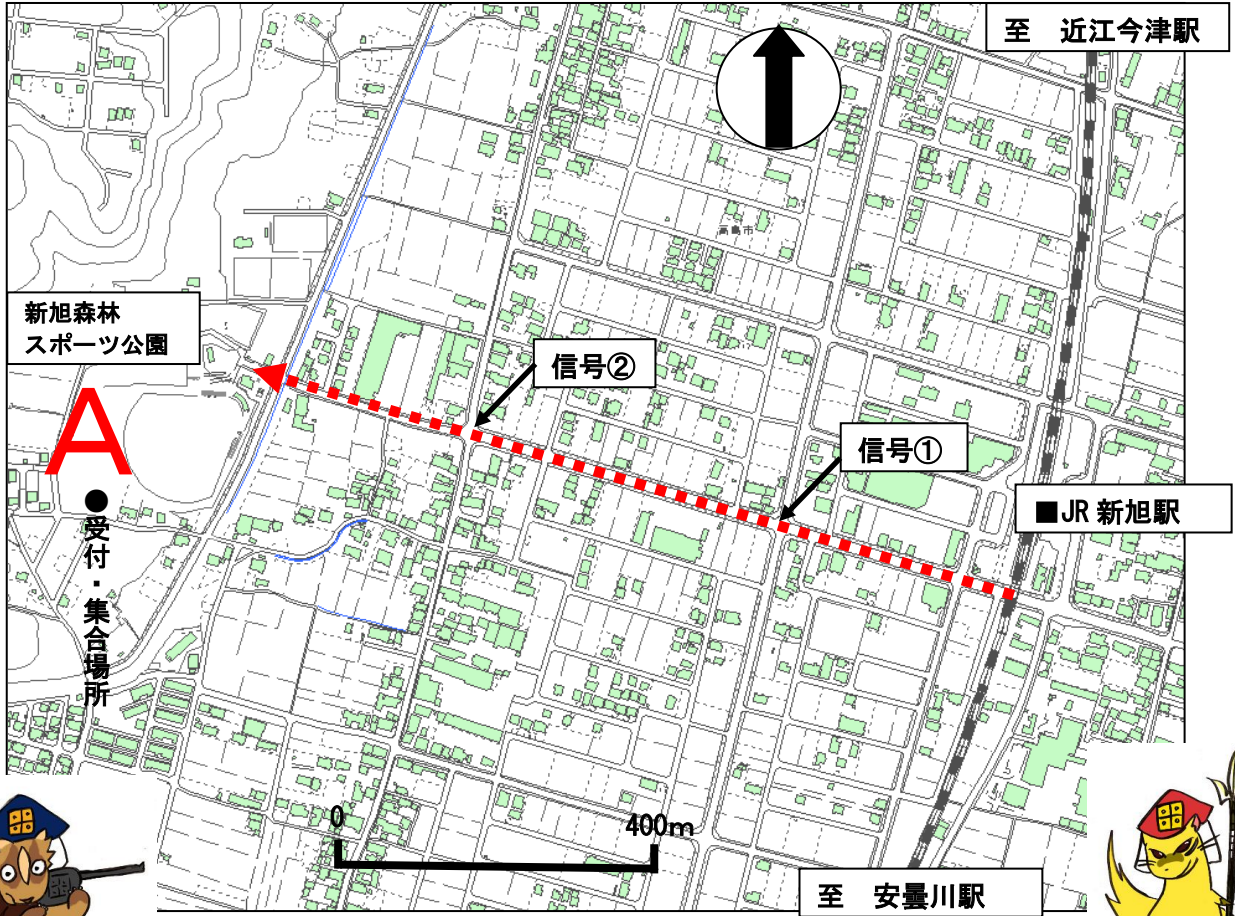 至　近江今津駅
高島市
新旭森林
スポーツ公園
信号②
A
信号①
■JR 新旭駅
●受付・集合場所
0
400m
至　安曇川駅